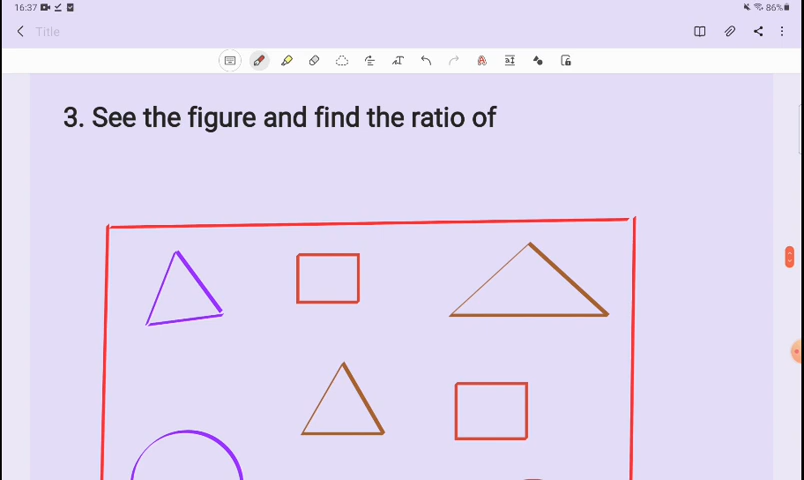 16:37
86%
Title
3. See the figure and find the ratio of